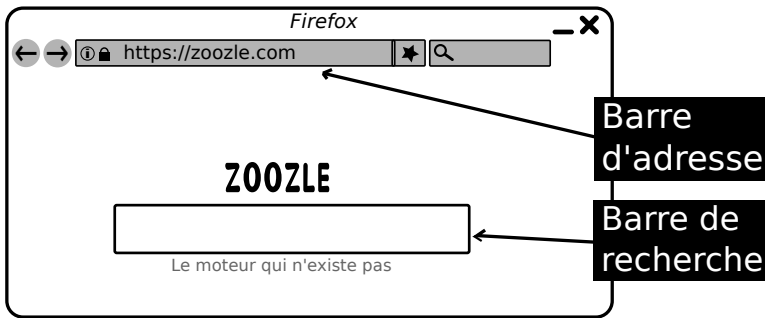 Firefox
https://zoozle.com
Barre
d'adresse
ZOOZLE
Barre de
recherche
Le moteur qui n'existe pas